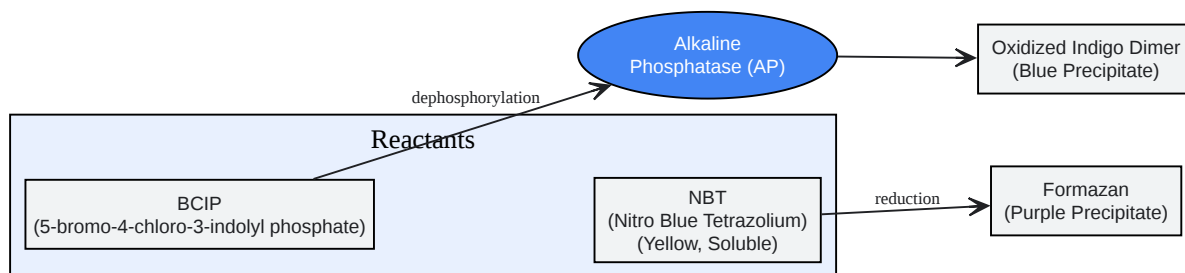 Alkaline
Phosphatase (AP)
Oxidized Indigo Dimer
(Blue Precipitate)
dephosphorylation
Reactants
BCIP
(5-bromo-4-chloro-3-indolyl phosphate)
NBT
(Nitro Blue Tetrazolium)
(Yellow, Soluble)
reduction
Formazan
(Purple Precipitate)